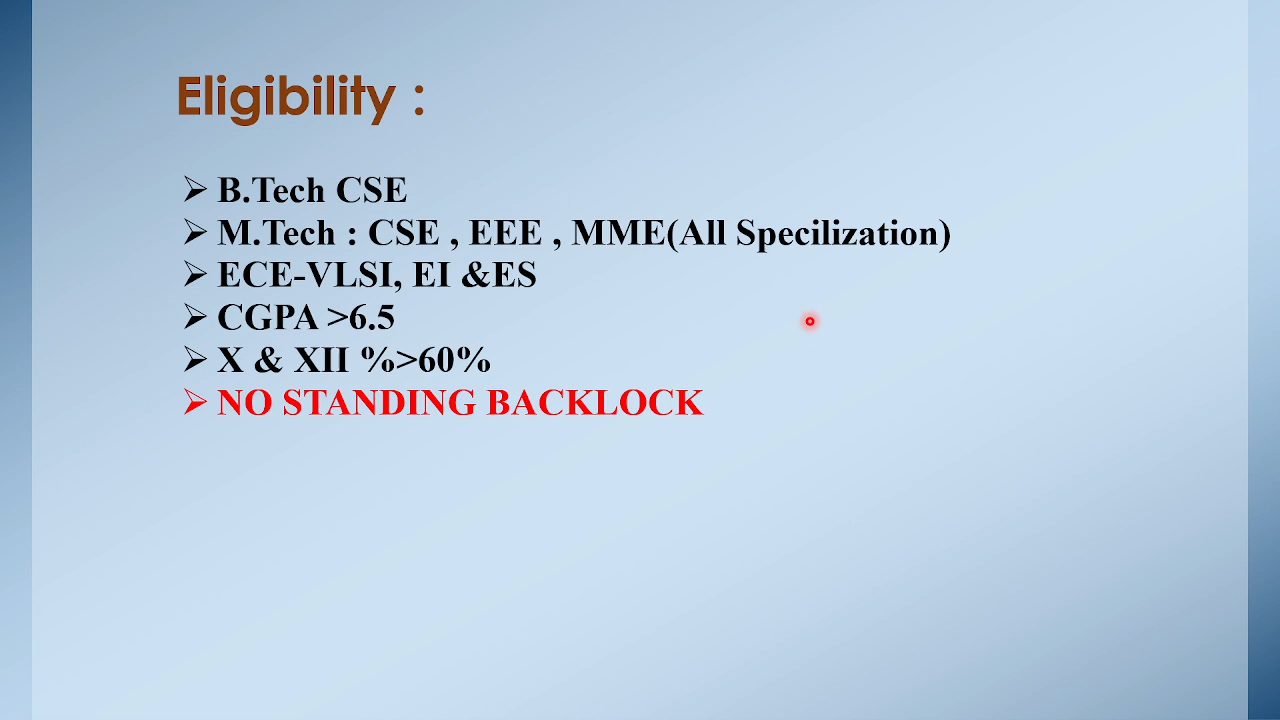 Eligibility :
➢ B.Tech CSE
➢ M.Tech : CSE , EEE , MME(All Specilization)
➢ ECE-VLSI, EI &ES
➢ CGPA >6.5
➢ X & XII %>60%
➢ NO STANDING BACKLOCK